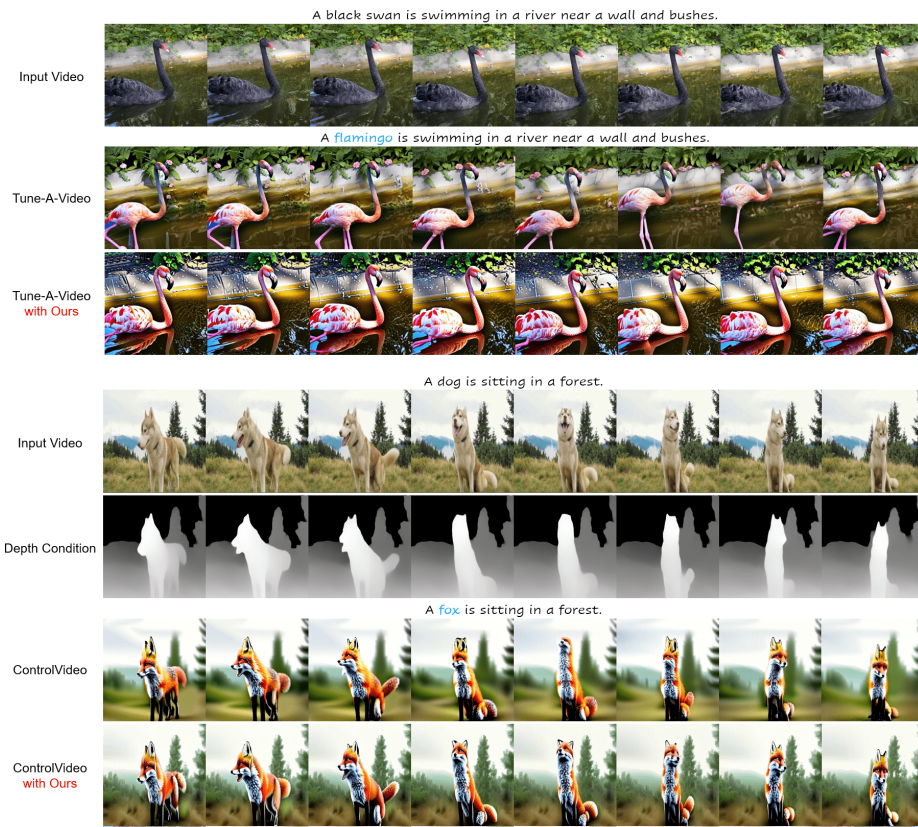 A black swan is swimming in a river near a wall and bushes.
Input Video
A flamingo is swimming in a river near a wall and bushes.
Tune-A-Video
Tune-A-Video
with Ours
A dog is sitting in a forest.
Input Video
Depth Condition
A fox is sitting in a forest.
ControlVideo
ControlVideo
with Ours